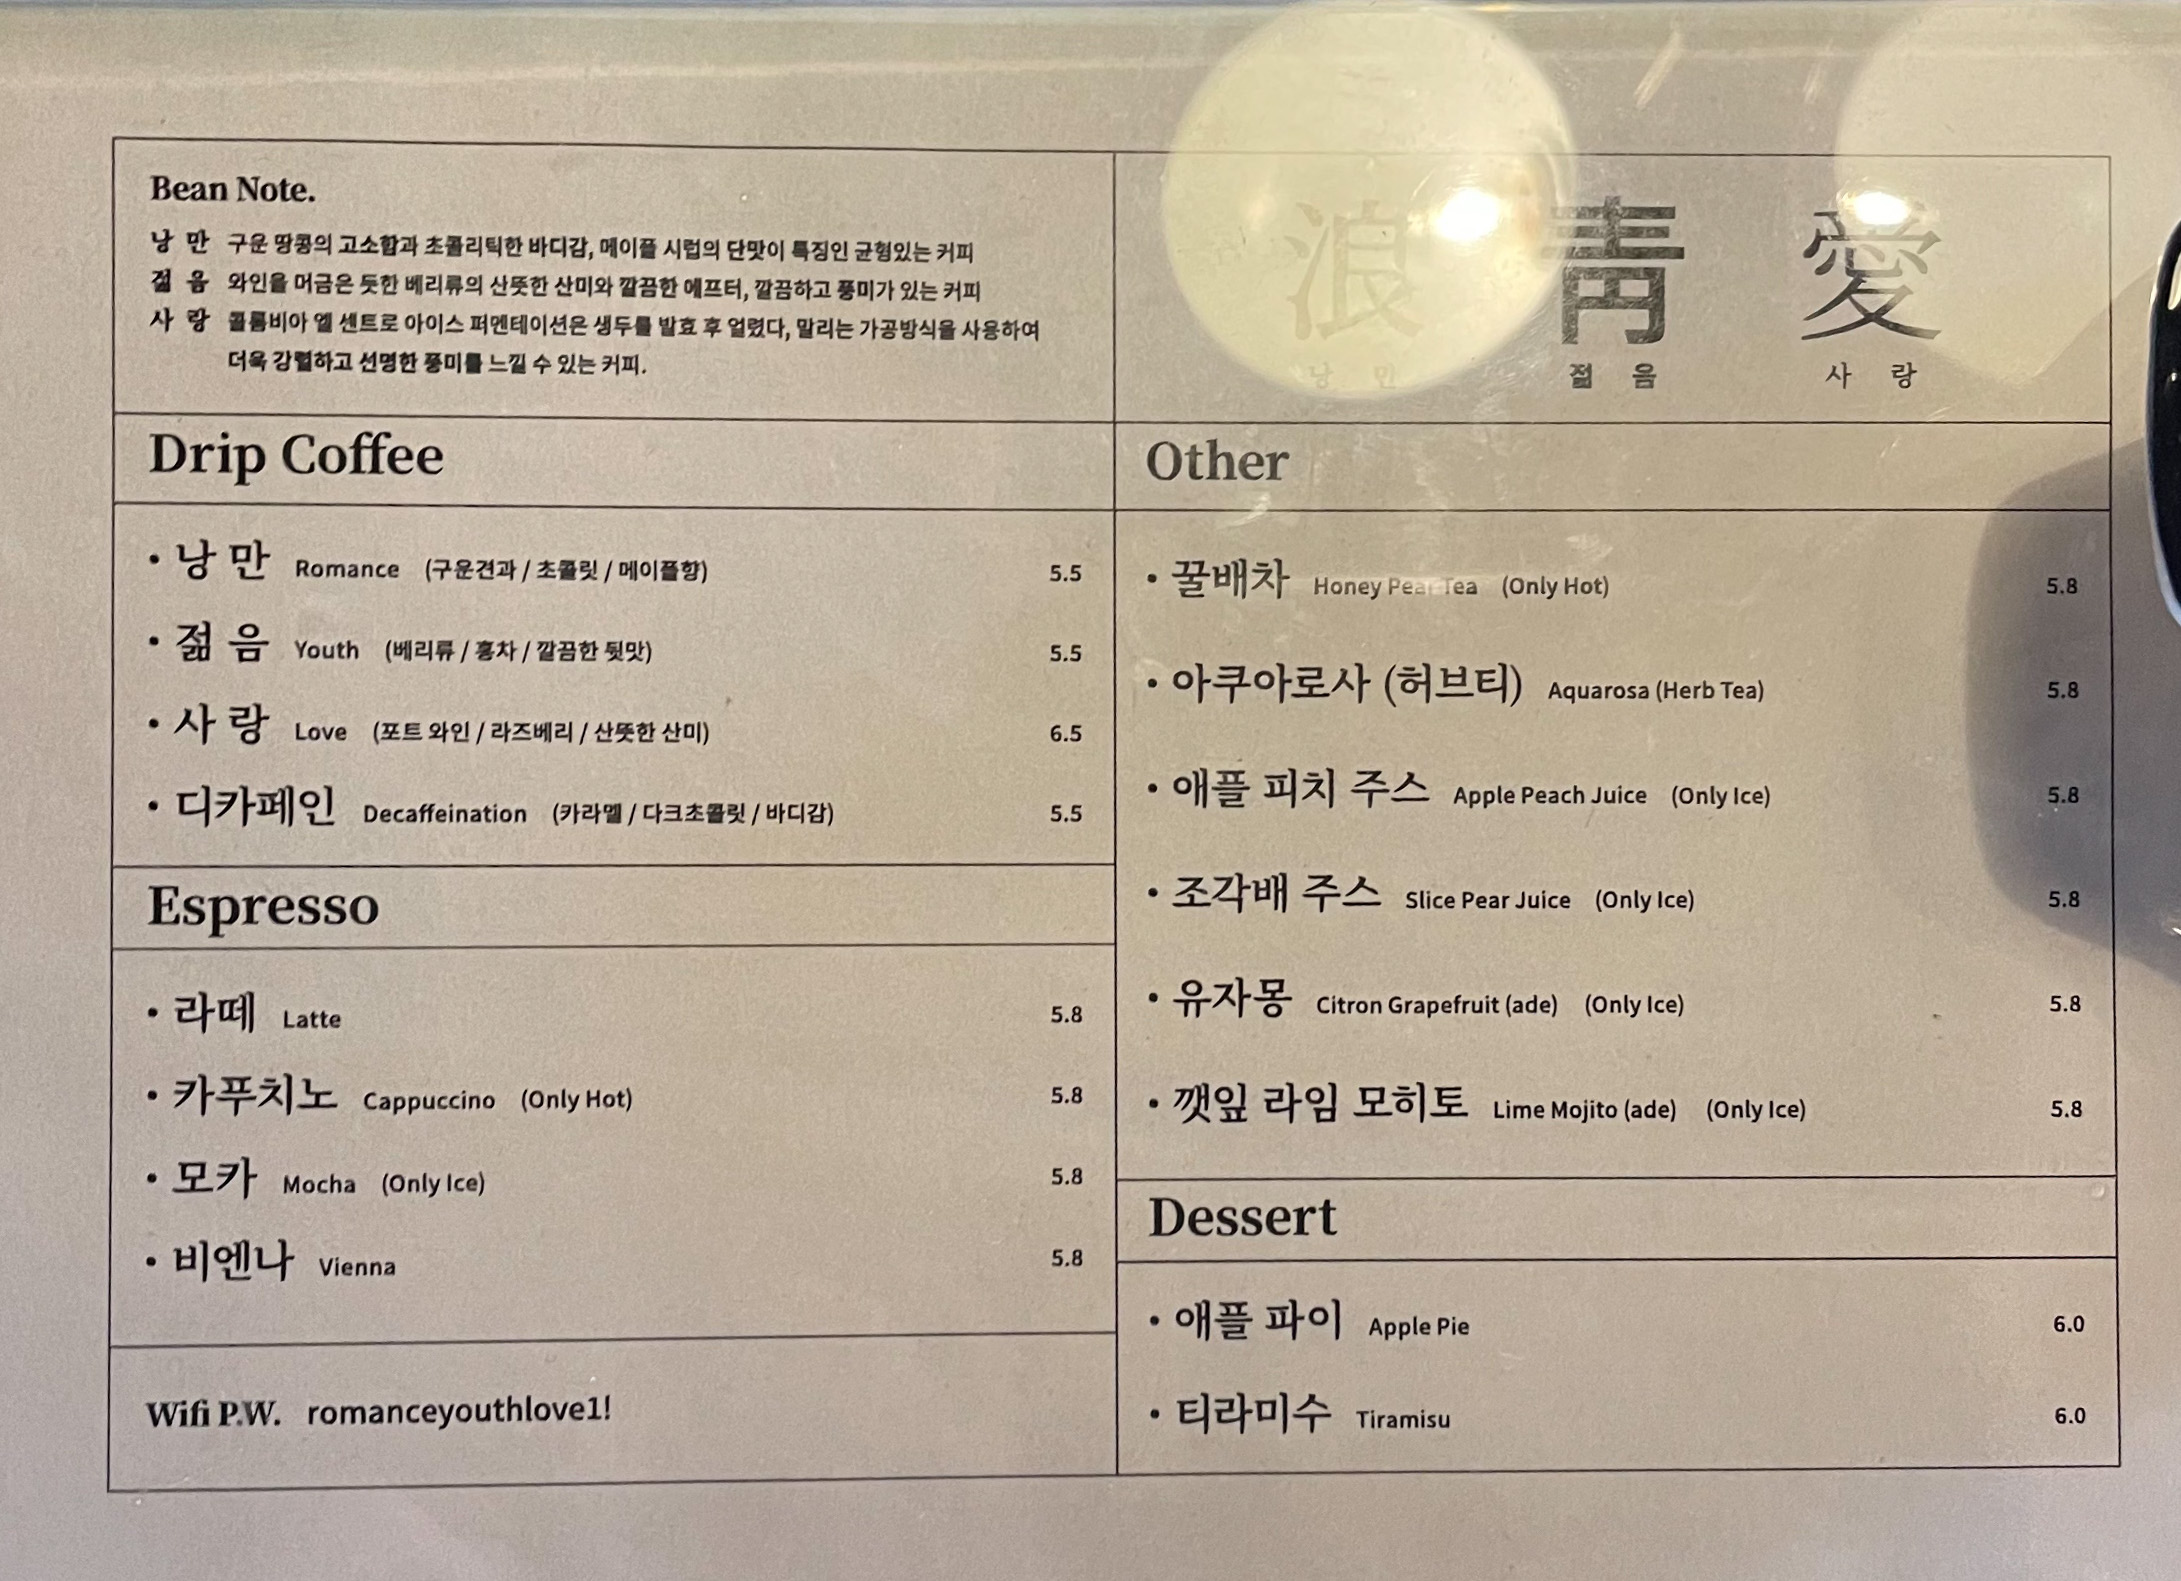 Bean Note.
낭 만 구운 땅콩의 고소함과 초콜리틱한 바디감, 메이플 시럽의 단맛이 특징인 균형있는 커피
젊 음 와인을 머금은 듯한 베리류의 산뜻한 산미와 깔끔한 에프터, 깔끔하고 풍미가 있는 커피
사 랑 콜롬비아 엘 센트로 아이스 퍼멘테이션은 생두를 발효 후 얼렸다, 말리는 가공방식을 사용하여
더욱 강렬하고 선명한 풍미를 느낄 수 있는 커피.
浪 靑 愛
낭 만 젊 음 사 랑
Drip Coffee
• 낭 만 Romance (구운견과 / 초콜릿 / 메이플향) 5.5
• 젊 음 Youth (베리류 / 홍차 / 깔끔한 뒷맛) 5.5
• 사 랑 Love (포트 와인 / 라즈베리 / 산뜻한 산미) 6.5
• 디카페인 Decaffeination (카라멜 / 다크초콜릿 / 바디감) 5.5
Espresso
• 라떼 Latte 5.8
• 카푸치노 Cappuccino (Only Hot) 5.8
• 모카 Mocha (Only Ice) 5.8
• 비엔나 Vienna 5.8
Wifi P.W. romanceyouthlove1!
Other
• 꿀배차 Honey Pear Tea (Only Hot) 5.8
• 아쿠아로사 (허브티) Aquarosa (Herb Tea) 5.8
• 애플 피치 주스 Apple Peach Juice (Only Ice) 5.8
• 조각배 주스 Slice Pear Juice (Only Ice) 5.8
• 유자몽 Citron Grapefruit (ade) (Only Ice) 5.8
• 깻잎 라임 모히토 Lime Mojito (ade) (Only Ice) 5.8
Dessert
• 애플 파이 Apple Pie 6.0
• 티라미수 Tiramisu 6.0